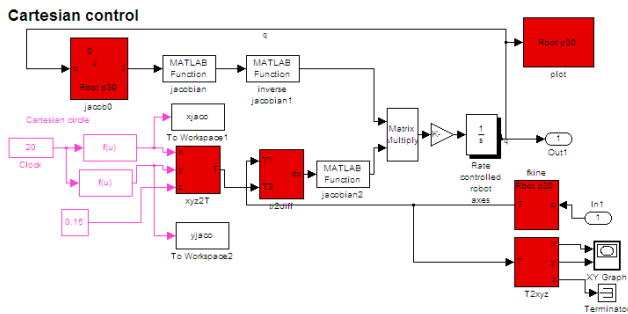 Cartesian control
q
0
J
q
J
Rbot p30
jacob0
MATLAB
Function
jacobian
MATLAB
Function
inverse
jacobian1
Rbot p30
plot
Cartesian circle
20
Clock
f(u)
f(u)
0.15
xjaco
To Workspace1
x
y
z
T
xyz2T
yjaco
To Workspace2
T1
T2
dx
tr2diff
MATLAB
Function
jacobian2
Matrix
Multiply
K-
1
s
q
Rate
controlled
robot
axes
1
Out1
fkine
Rbot p30
T
q
In1
1
T
x
y
z
T2xyz
XY Graph
Terminator